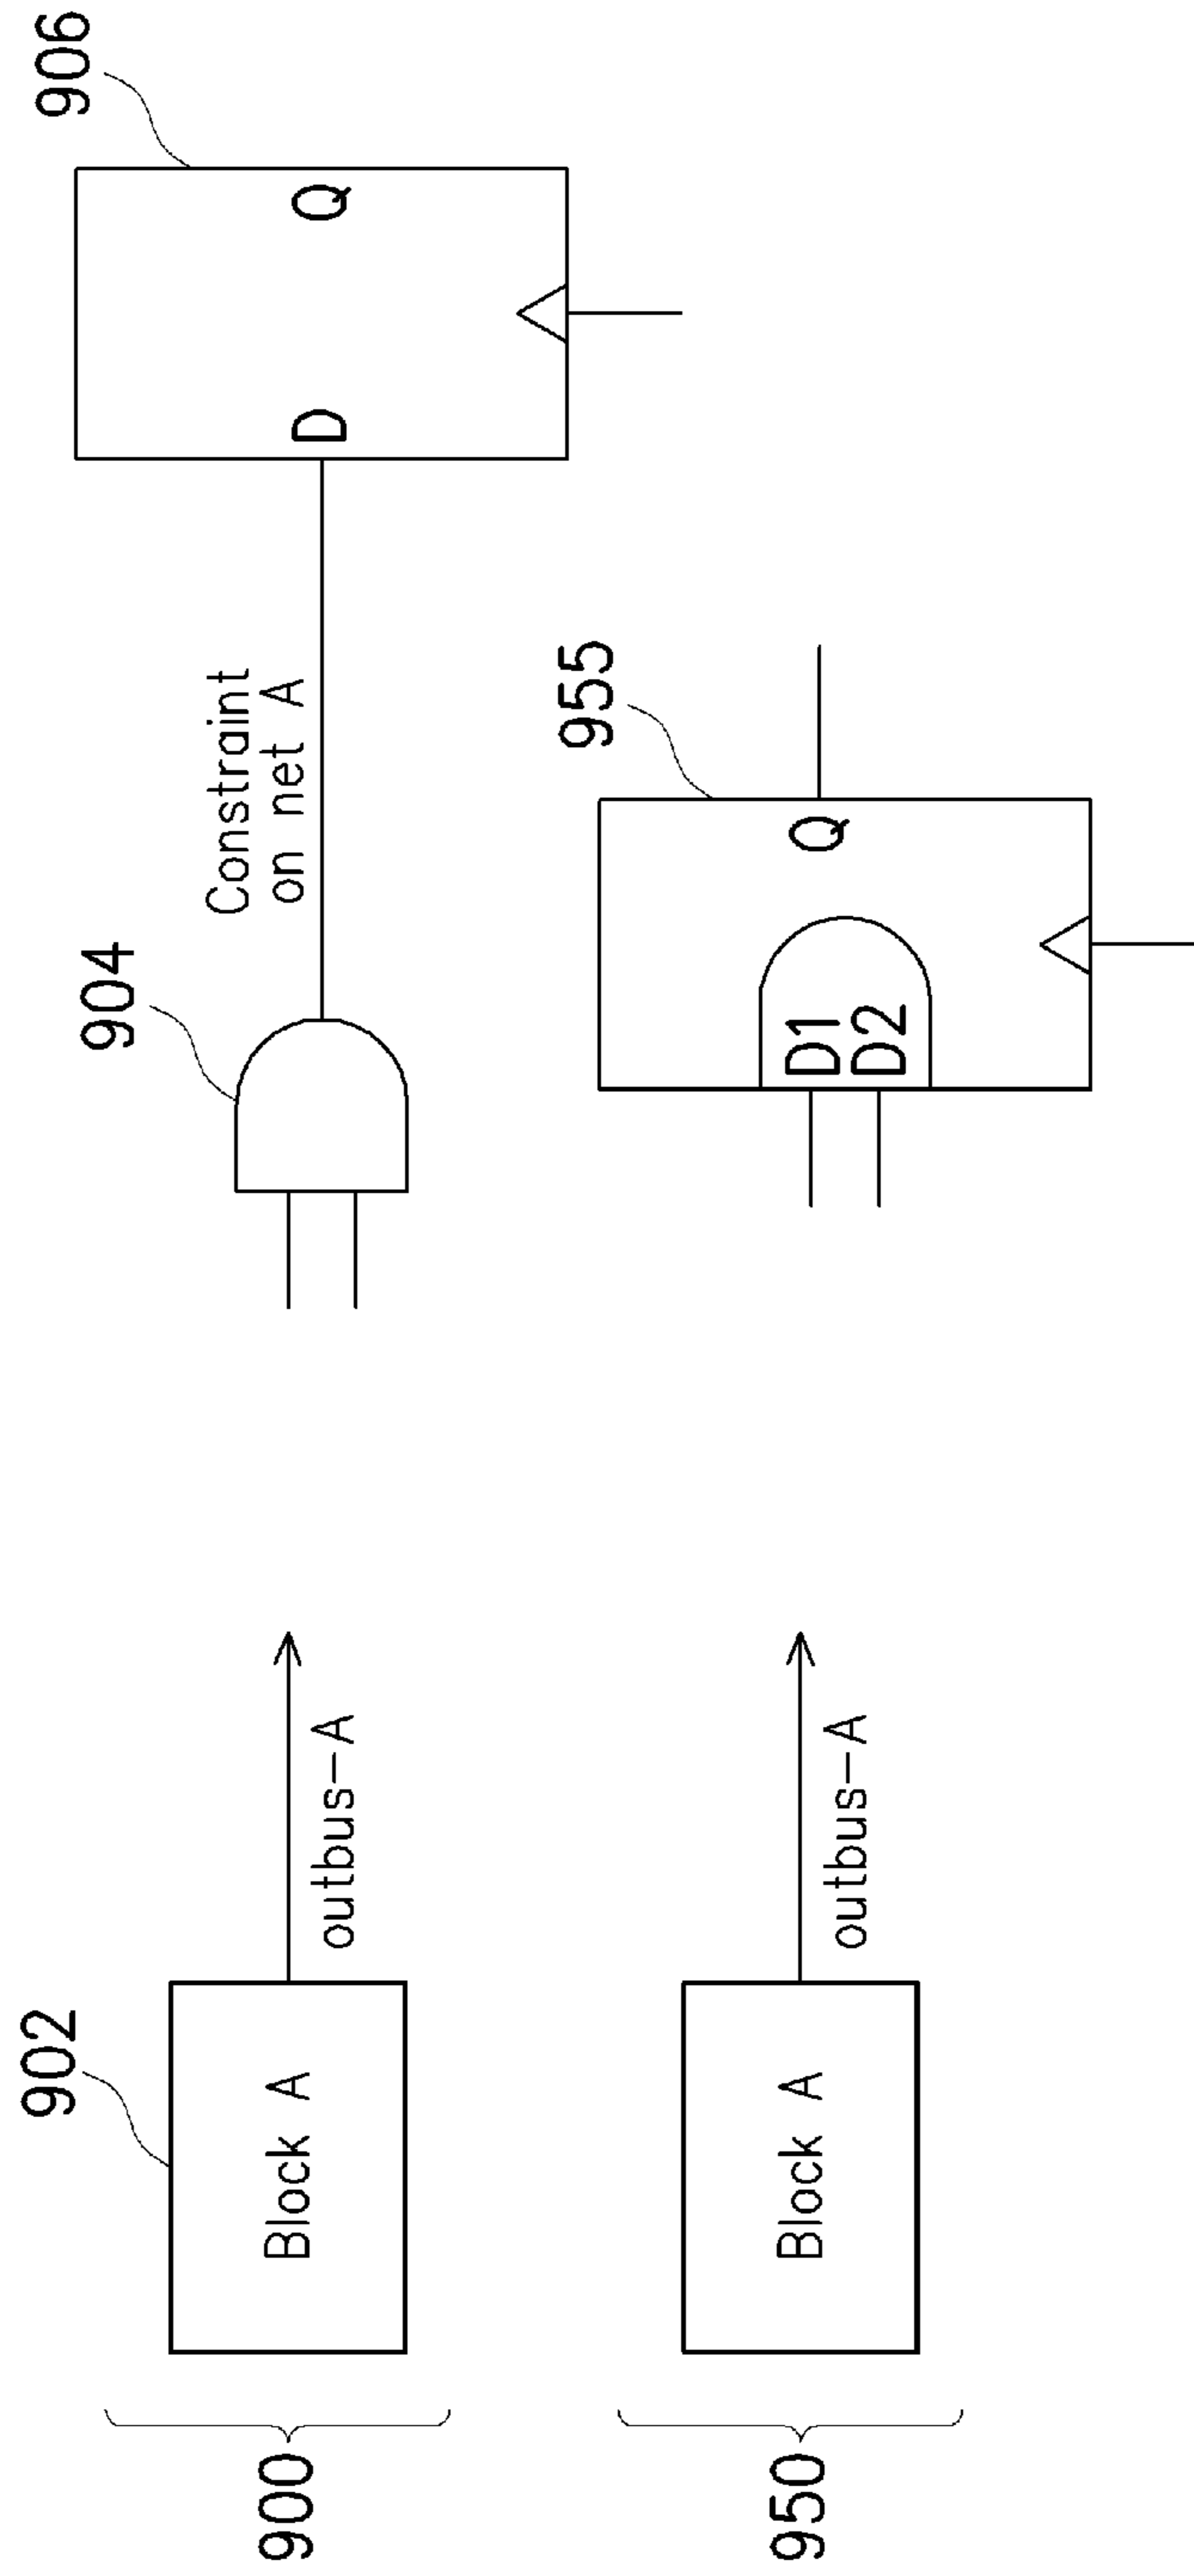 900
902
Block A
outbus-A
904
Constraint
on net A
906
D
Q
950
Block A
outbus-A
955
D1
D2
Q